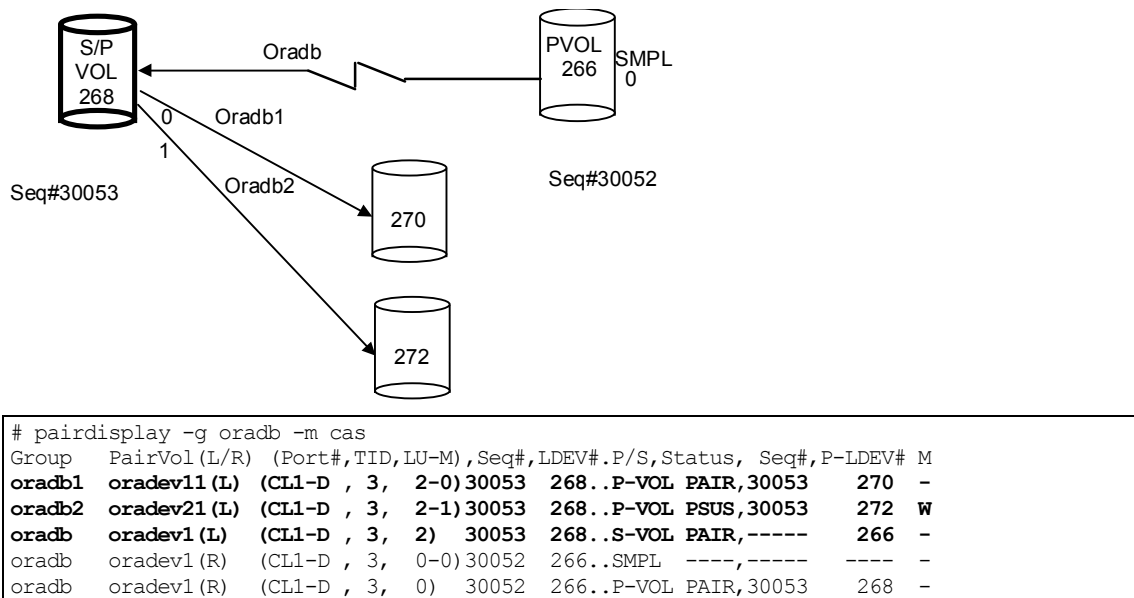 S/P
VOL
268
Oradb
PVOL
266
SMPL
0
0
1
Oradb1
Oradb2
Seq#30053
Seq#30052
270
272
# pairdisplay -g oradb -m cas
Group   PairVol(L/R)  (Port#,TID,LU-M),Seq#,LDEV#.P/S,Status, Seq#,P-LDEV# M
oradb1  oradev11(L)  (CL1-D , 3,  2-0)30053  268..P-VOL PAIR,30053    270  -
oradb2  oradev21(L)  (CL1-D , 3,  2-1)30053  268..P-VOL PSUS,30053    272  W
oradb   oradev1(L)   (CL1-D , 3,  2)  30053  268..S-VOL PAIR,-----    266  -
oradb   oradev1(R)   (CL1-D , 3,  0-0)30052  266..SMPL  ----,-----   ----  -
oradb   oradev1(R)   (CL1-D , 3,  0)  30052  266..P-VOL PAIR,30053    268  -